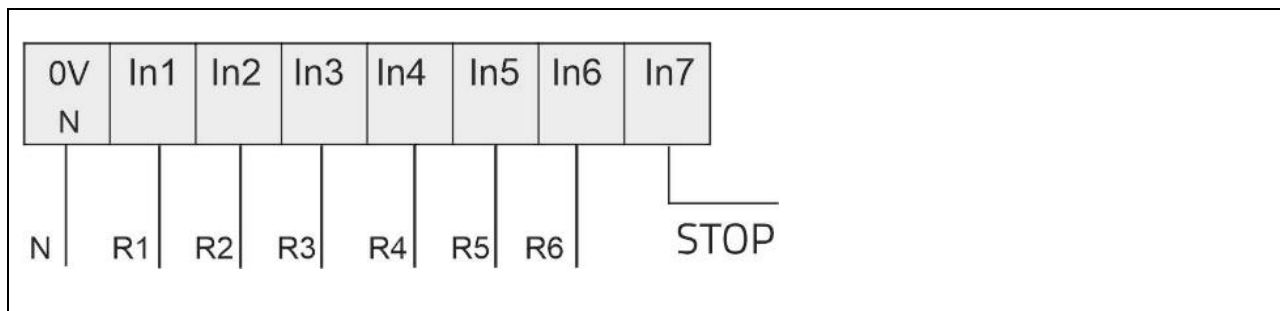 0V In1 In2 In3 In4 In5 In6 In7
N
N R1 R2 R3 R4 R5 R6 STOP